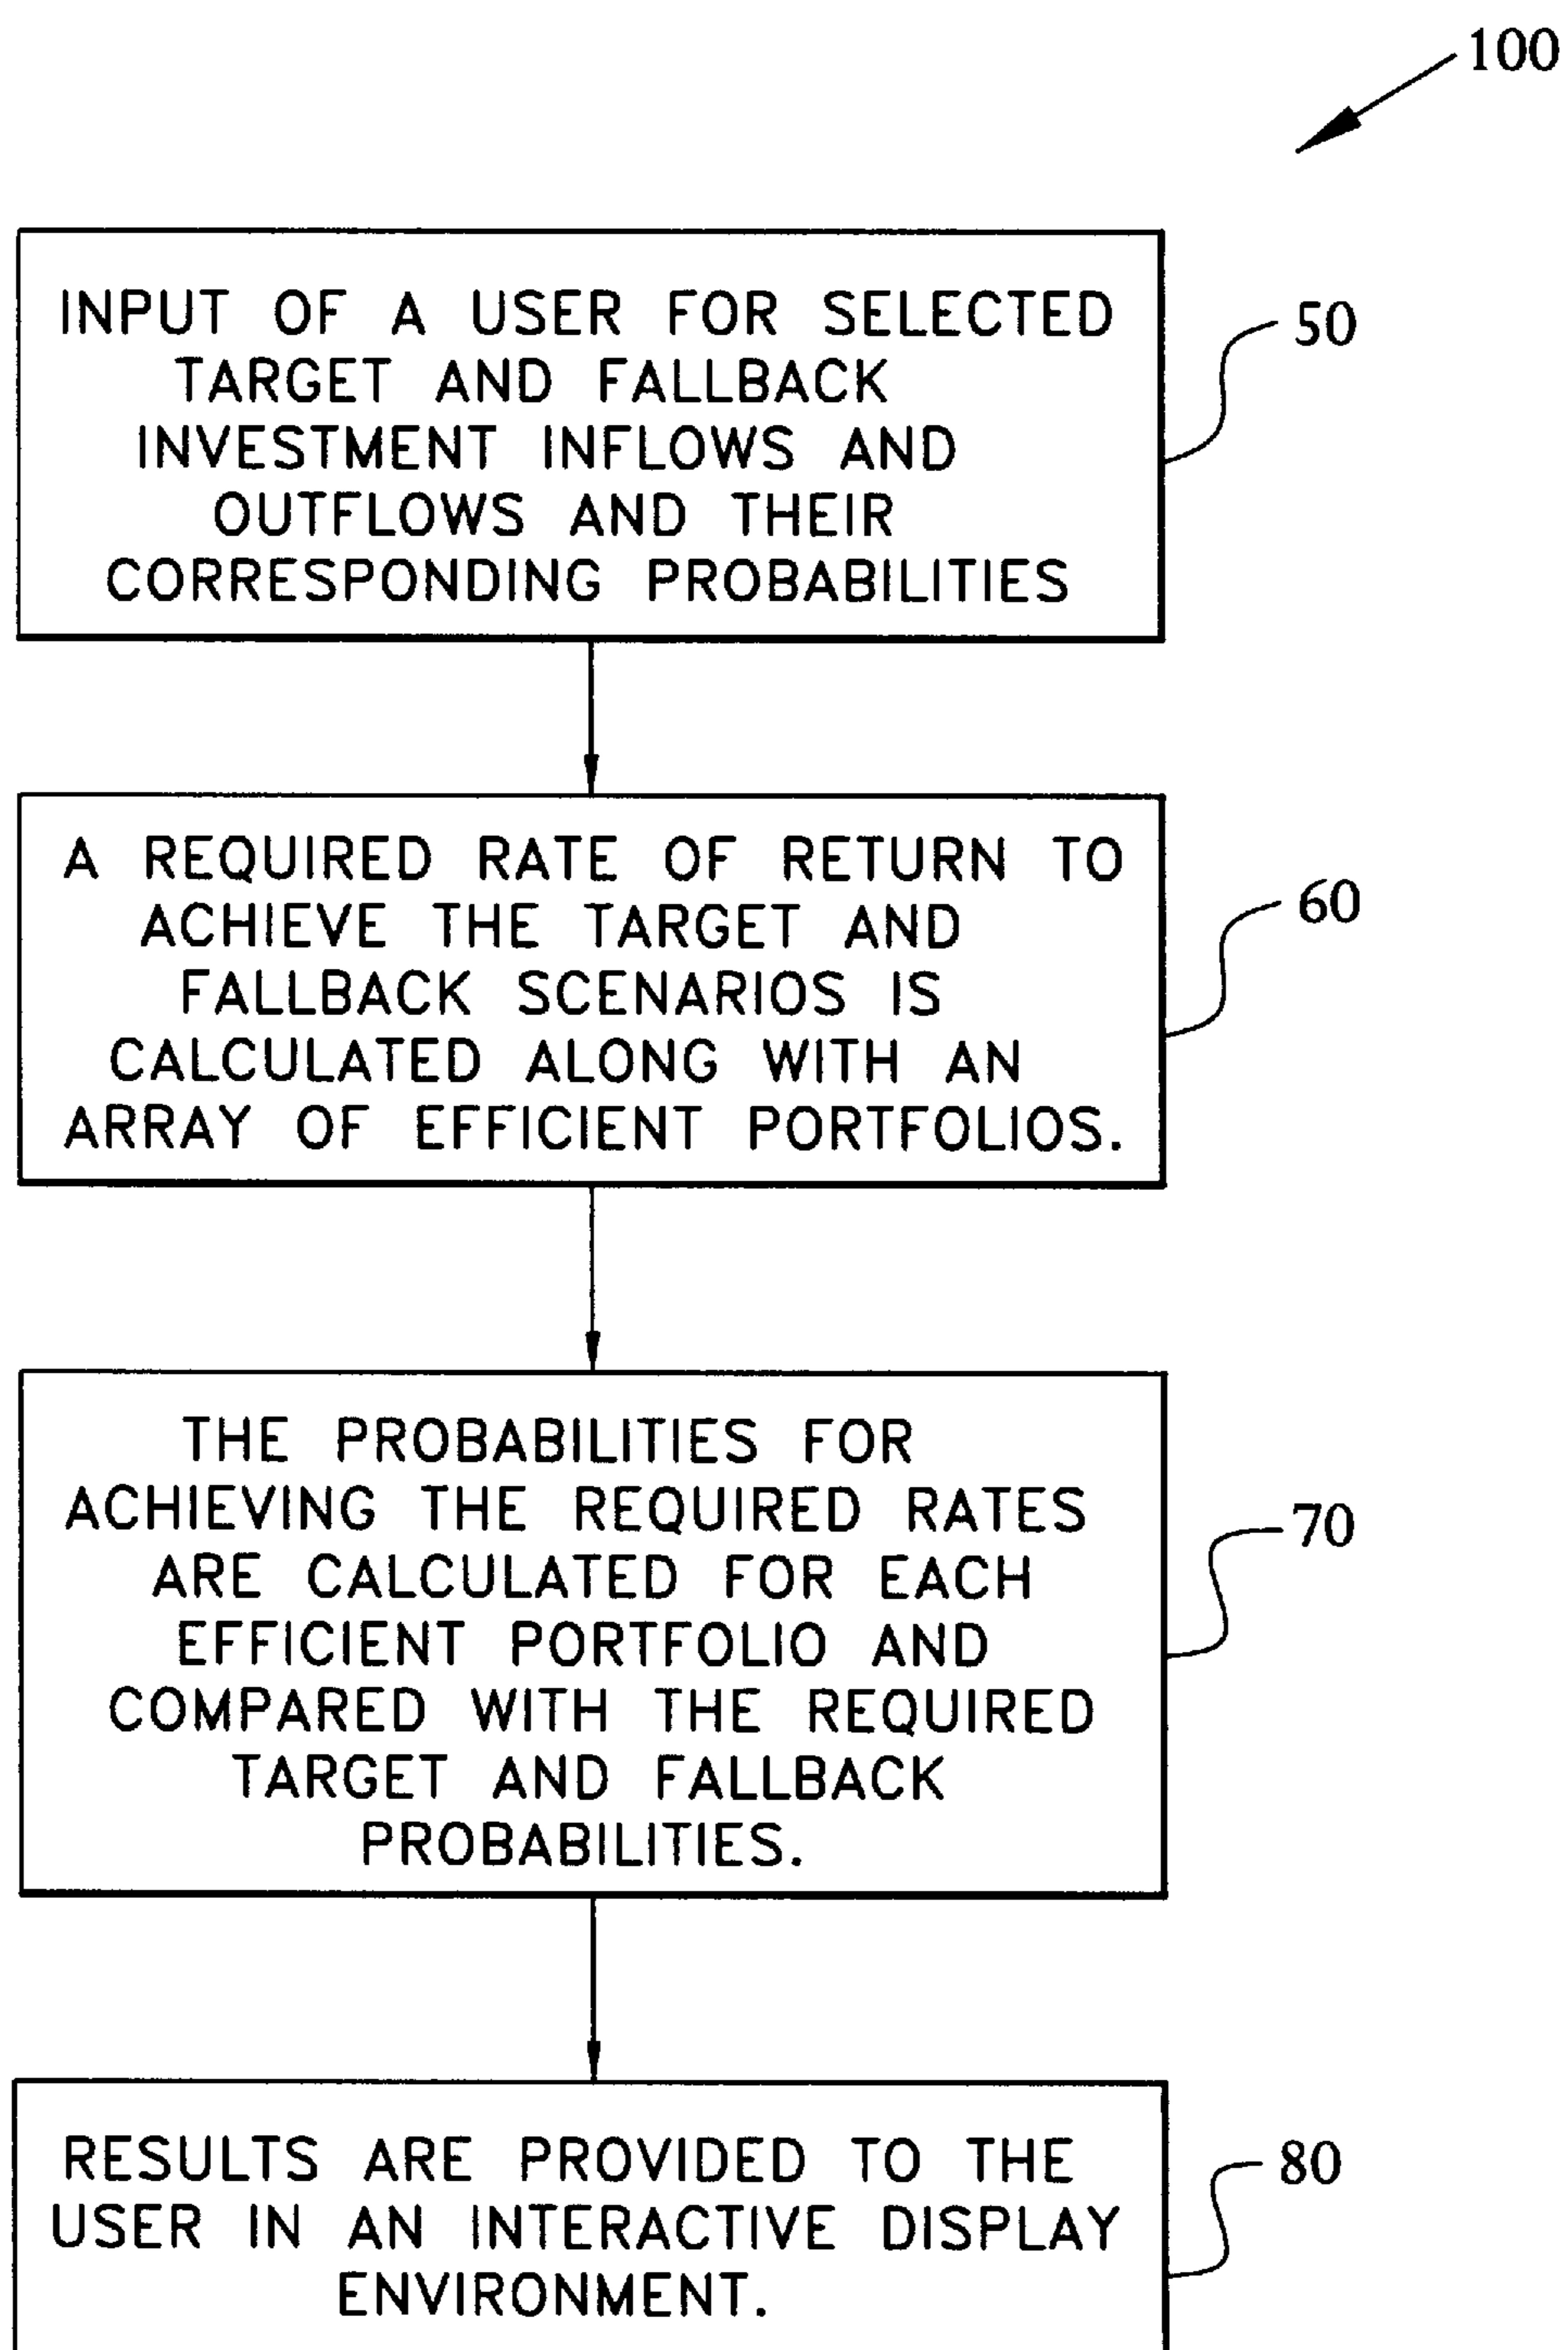 100
INPUT OF A USER FOR SELECTED
TARGET AND FALLBACK
INVESTMENT INFLOWS AND
OUTFLOWS AND THEIR
CORRESPONDING PROBABILITIES
50
A REQUIRED RATE OF RETURN TO
ACHIEVE THE TARGET AND
FALLBACK SCENARIOS IS
CALCULATED ALONG WITH AN
ARRAY OF EFFICIENT PORTFOLIOS.
60
THE PROBABILITIES FOR
ACHIEVING THE REQUIRED RATES
ARE CALCULATED FOR EACH
EFFICIENT PORTFOLIO AND
COMPARED WITH THE REQUIRED
TARGET AND FALLBACK
PROBABILITIES.
70
RESULTS ARE PROVIDED TO THE
USER IN AN INTERACTIVE DISPLAY
ENVIRONMENT.
80